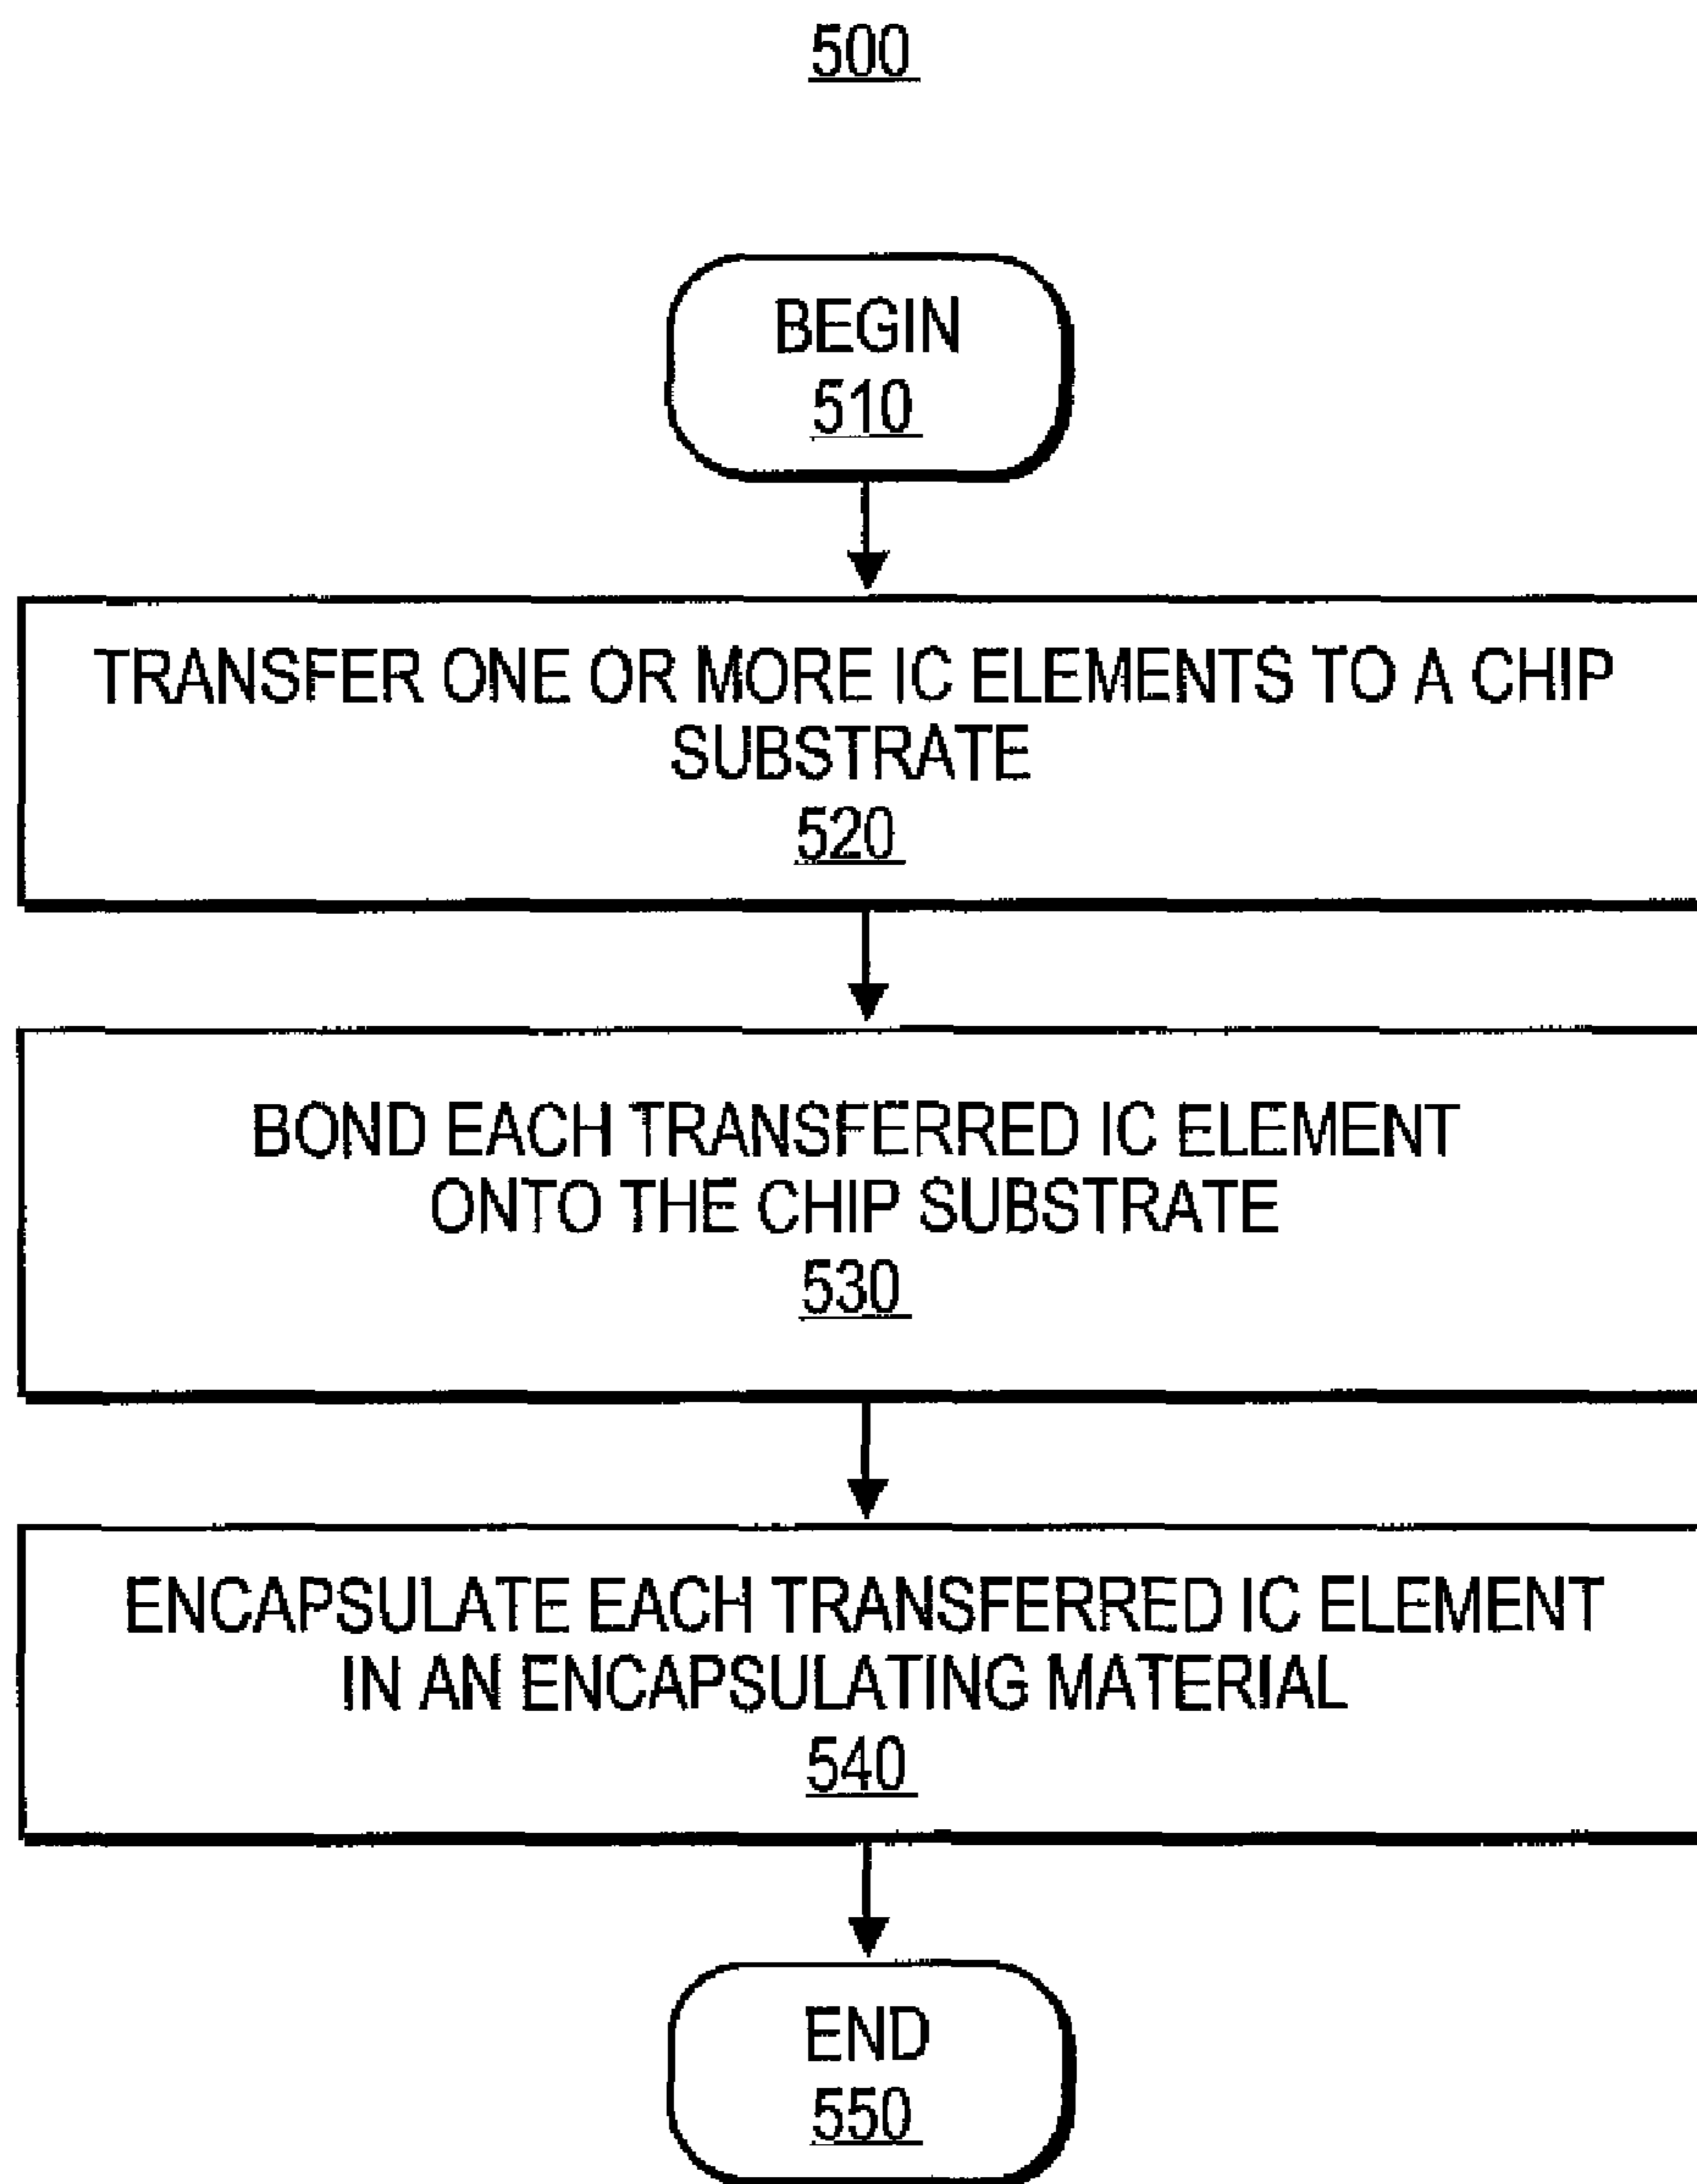 500
BEGIN
510
TRANSFER ONE OR MORE IC ELEMENTS TO A CHIP
SUBSTRATE
520
BOND EACH TRANSFERRED IC ELEMENT
ONTO THE CHIP SUBSTRATE
530
ENCAPSULATE EACH TRANSFERRED IC ELEMENT
IN AN ENCAPSULATING MATERIAL
540
END
550